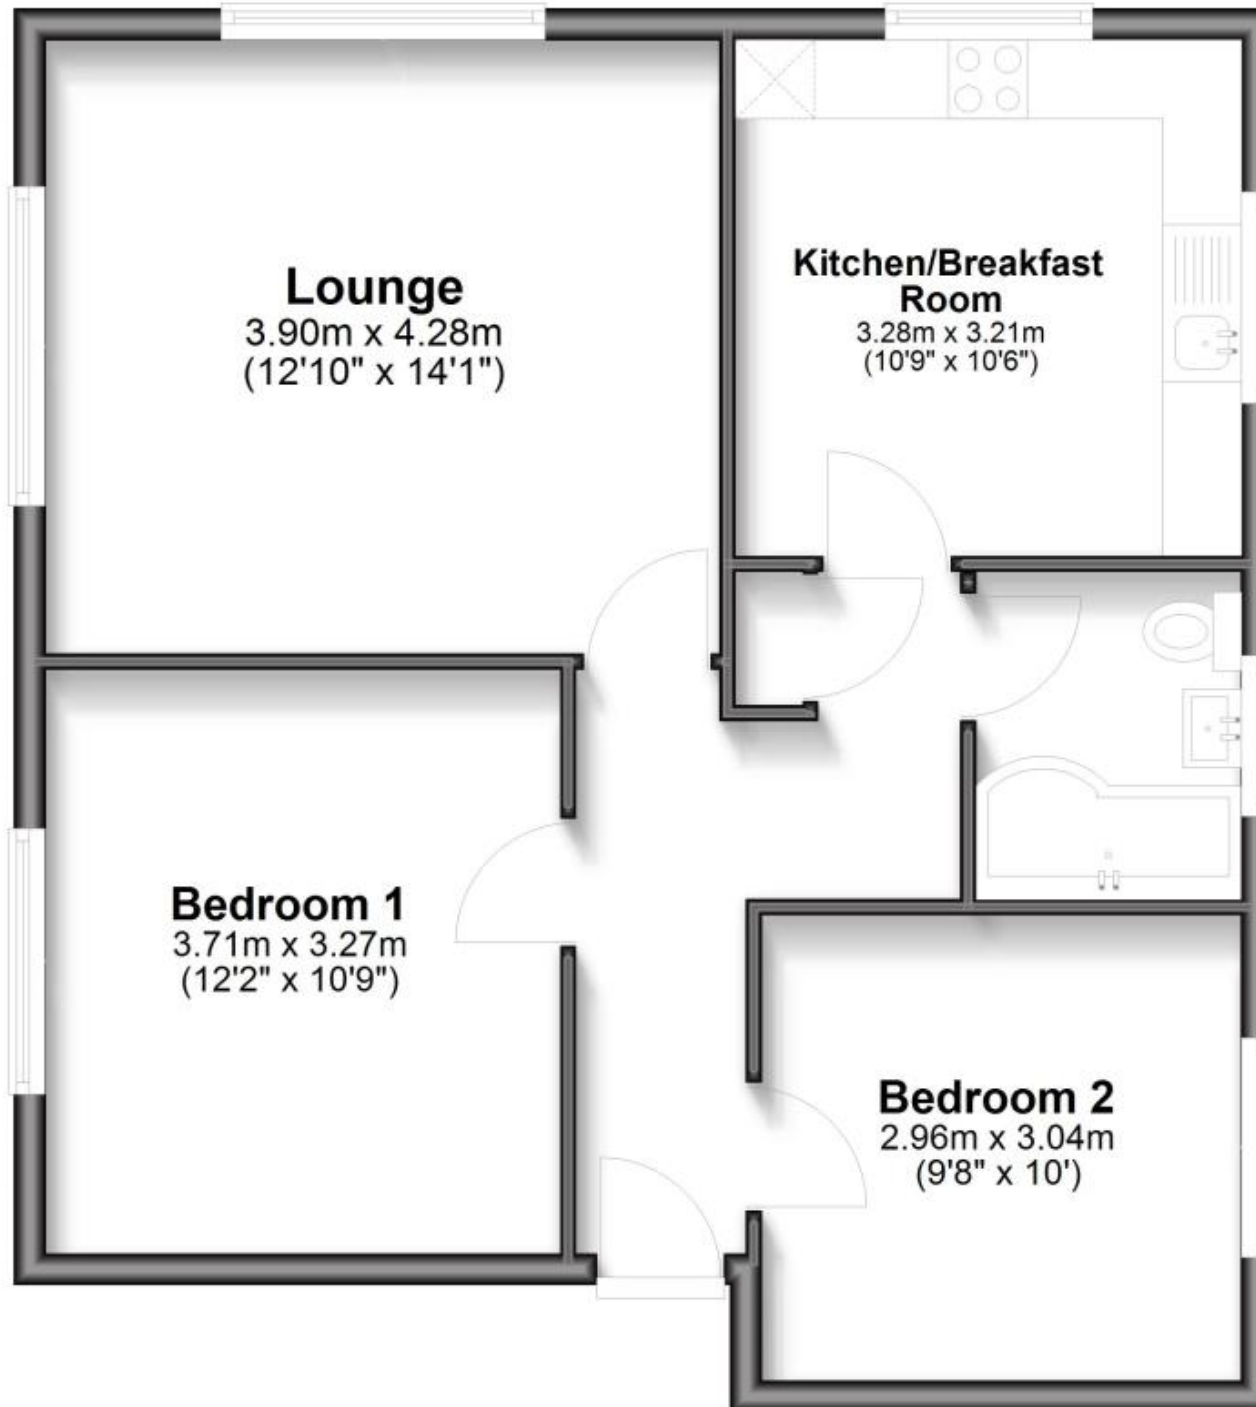 Lounge
3.90m x 4.28m
(12'10" x 14'1")
Kitchen/Breakfast
Room
3.28m x 3.21m
(10'9" x 10'6")
Bedroom 1
3.71m x 3.27m
(12'2" x 10'9")
Bedroom 2
2.96m x 3.04m
(9'8" x 10')